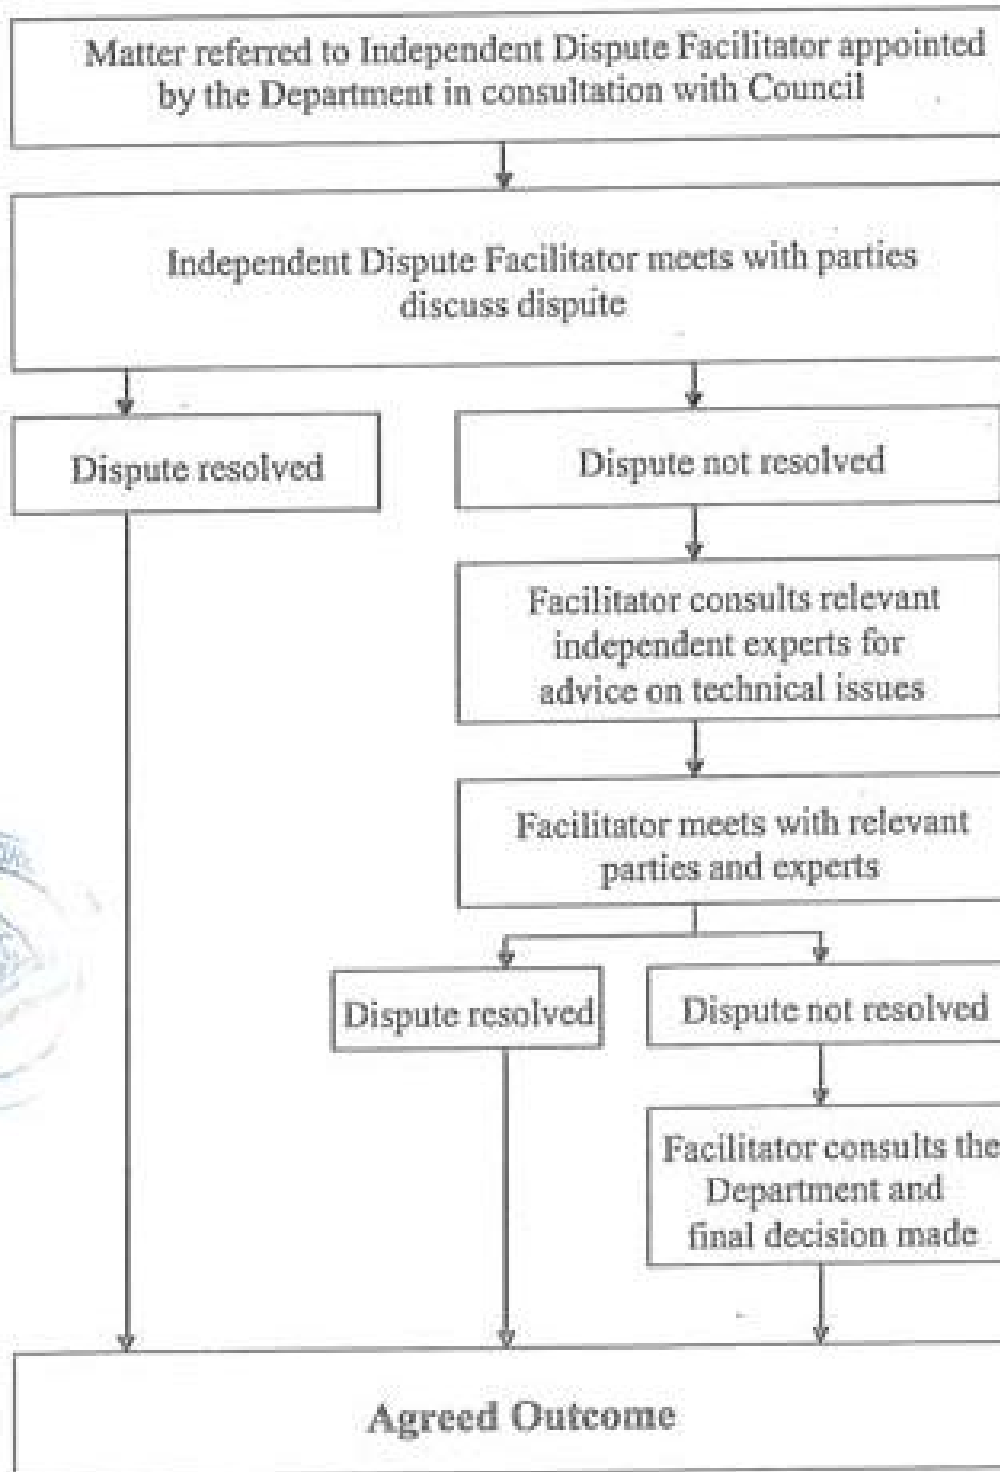 Matter referred to Independent Dispute Facilitator appointed
by the Department in consultation with Council
Independent Dispute Facilitator meets with parties
discuss dispute
Dispute resolved
Dispute not resolved
Facilitator consults relevant
independent experts for
advice on technical issues
Facilitator meets with relevant
parties and experts
Dispute resolved
Dispute not resolved
Facilitator consults the
Department and
final decision made
Agreed Outcome